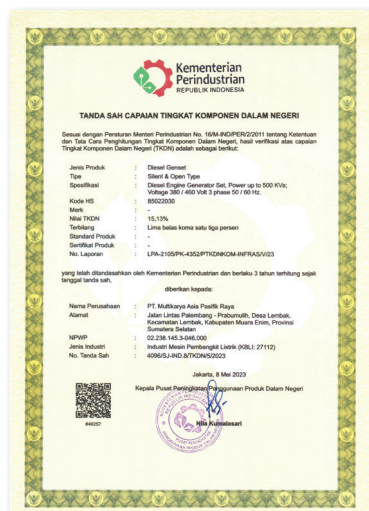 Kementerian
Perindustrian
REPUBLIK INDONESIA
TANDA SAH CAPAIAN TINGKAT KOMPONEN DALAM NEGERI
Sesuai dengan Peraturan Menteri Perindustrian No. 16/M-IND/PER/2/2011 tentang Ketentuan
dan Tata Cara Penghitungan Tingkat Komponen Dalam Negeri, hasil verifikasi atas capaian
Tingkat Komponen Dalam Negeri (TKDN) adalah sebagai berikut:
Jenis Produk : Diesel Genset
Tipe : Silent & Open Type
Spesifikasi : Diesel Engine Generator Set, Power up to 500 KVa;
Voltage 380 / 460 Volt 3 phase 50 / 60 Hz.
Kode HS : 85022030
Merk : -
Nilai TKDN : 15,13%
Terbilang : Lima belas koma satu tiga persen
Standard Produk : -
Sertifikat Produk : -
No. Laporan : LPA-2105/PK-4352/PTKDNKOM-INFRAS/V/23
yang telah ditandasahkan oleh Kementerian Perindustrian dan berlaku 3 tahun terhitung sejak
tanggal tanda sah,
diberikan kepada:
Nama Perusahaan : PT. Multikarya Asia Pasifik Raya
Alamat : Jalan Lintas Palembang - Prabumulih, Desa Lembak,
Kecamatan Lembak, Kabupaten Muara Enim, Provinsi
Sumatera Selatan
NPWP : 02.238.145.3-046.000
Jenis Industri : Industri Mesin Pembangkit Listrik (KBLI: 27112)
No. Tanda Sah : 4096/SJ-IND.8/TKDN/5/2023
Jakarta, 8 Mei 2023
Kepala Pusat Peningkatan Penggunaan Produk Dalam Negeri
#40257
Nila Kumalasari